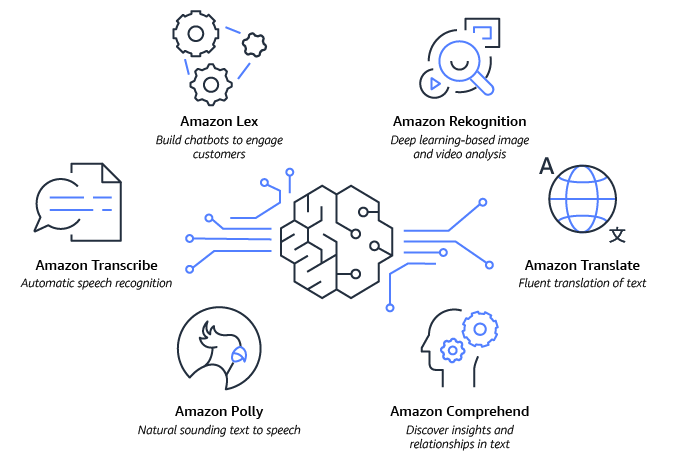 Amazon Lex
Build chatbots to engage
customers
Amazon Rekognition
Deep learning-based image
and video analysis
A
文
Amazon Transcribe
Automatic speech recognition
Amazon Translate
Fluent translation of text
Amazon Polly
Natural sounding text to speech
Amazon Comprehend
Discover insights and
relationships in text